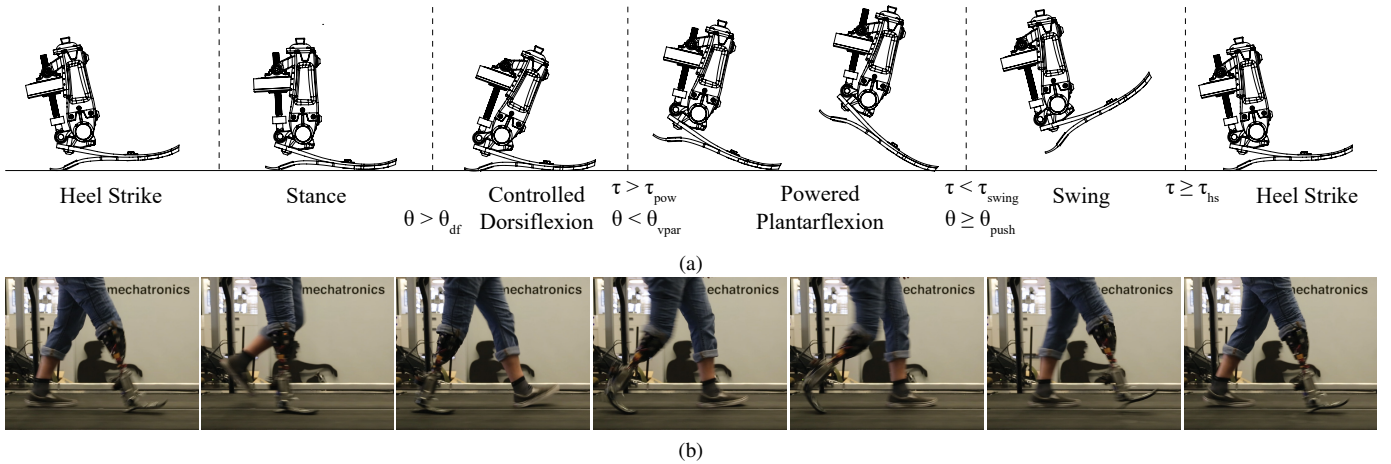 Heel Strike
Stance
Controlled
Dorsiflexion
Powered
Plantarflexion
Swing
Heel Strike
θ > θdf
τ > τpow
θ < θvpar
τ < τswing
θ ≥ θpush
τ ≥ τhs
(a)
mechatronics
mechatronics
mechatronics
mechatronics
echatronics
echatronics
mechatronics
(b)